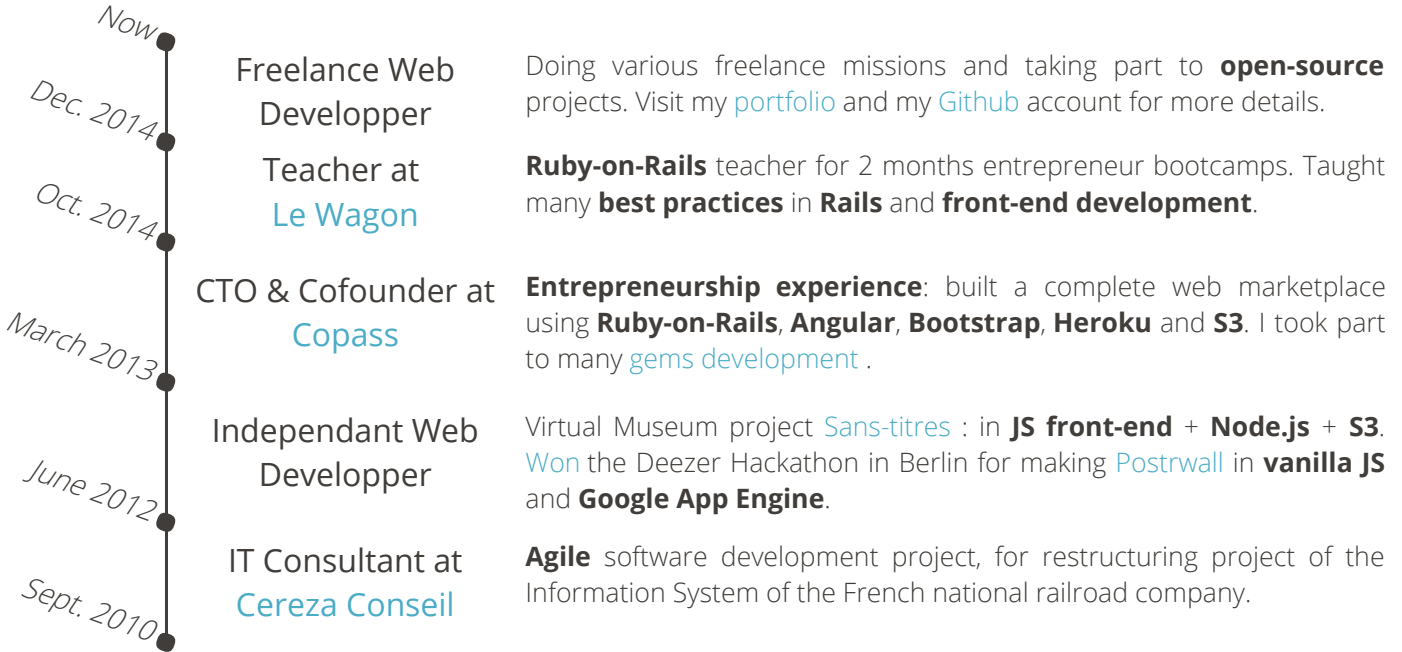 Now
Freelance Web
Developper
Doing various freelance missions and taking part to open-source
projects. Visit my portfolio and my Github account for more details.
Dec. 2014
Teacher at
Le Wagon
Ruby-on-Rails teacher for 2 months entrepreneur bootcamps. Taught
many best practices in Rails and front-end development.
Oct. 2014
CTO & Cofounder at
Copass
Entrepreneurship experience: built a complete web marketplace
using Ruby-on-Rails, Angular, Bootstrap, Heroku and S3. I took part
to many gems development .
March 2013
Independant Web
Developper
Virtual Museum project Sans-titres : in JS front-end + Node.js + S3.
Won the Deezer Hackathon in Berlin for making Postrwall in vanilla JS
and Google App Engine.
June 2012
IT Consultant at
Cereza Conseil
Agile software development project, for restructuring project of the
Information System of the French national railroad company.
Sept. 2010